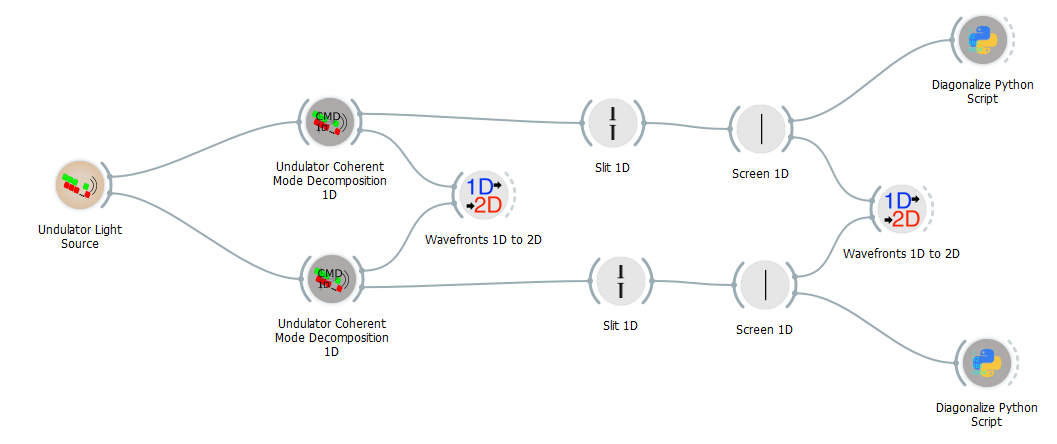 Diagonalize Python
Script
CMD
1D
Undulator Coherent
Mode Decomposition
1D
Slit 1D
Screen 1D
Undulator Light
Source
1D
2D
Wavefronts 1D to 2D
1D
2D
Wavefronts 1D to 2D
CMD
1D
Undulator Coherent
Mode Decomposition
1D
Slit 1D
Screen 1D
Diagonalize Python
Script